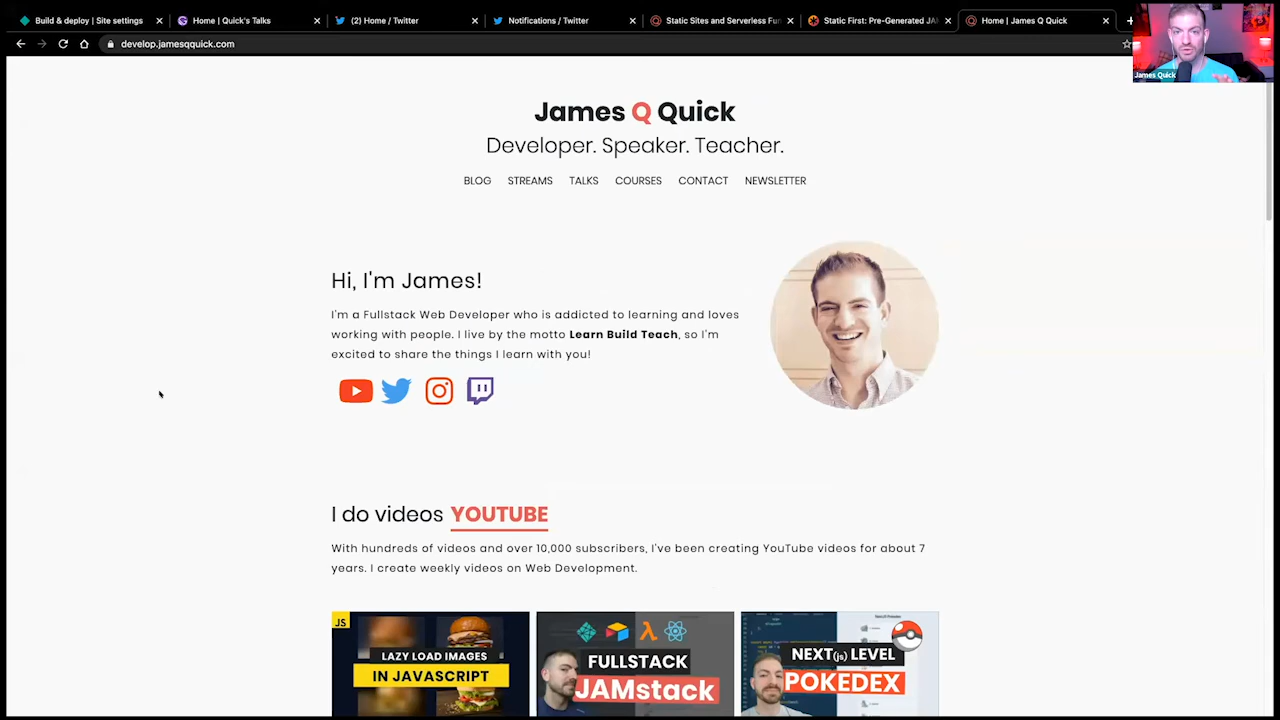 Build & deploy | Site settings
Home | Quick's Talks
(2) Home / Twitter
Notifications / Twitter
Static Sites and Serverless Fun
Static First: Pre-Generated JA
Home | James Q Quick
develop.jamesqquick.com
James Quick
James Q Quick
Developer. Speaker. Teacher.
BLOG STREAMS TALKS COURSES CONTACT NEWSLETTER
Hi, I'm James!
I'm a Fullstack Web Developer who is addicted to learning and loves
working with people. I live by the motto Learn Build Teach, so I'm
excited to share the things I learn with you!
I do videos YOUTUBE
With hundreds of videos and over 10,000 subscribers, I've been creating YouTube videos for about 7
years. I create weekly videos on Web Development.
JS
LAZY LOAD IMAGES
IN JAVASCRIPT
FULLSTACK
JAMstack
NEXT(js) LEVEL
POKEDEX